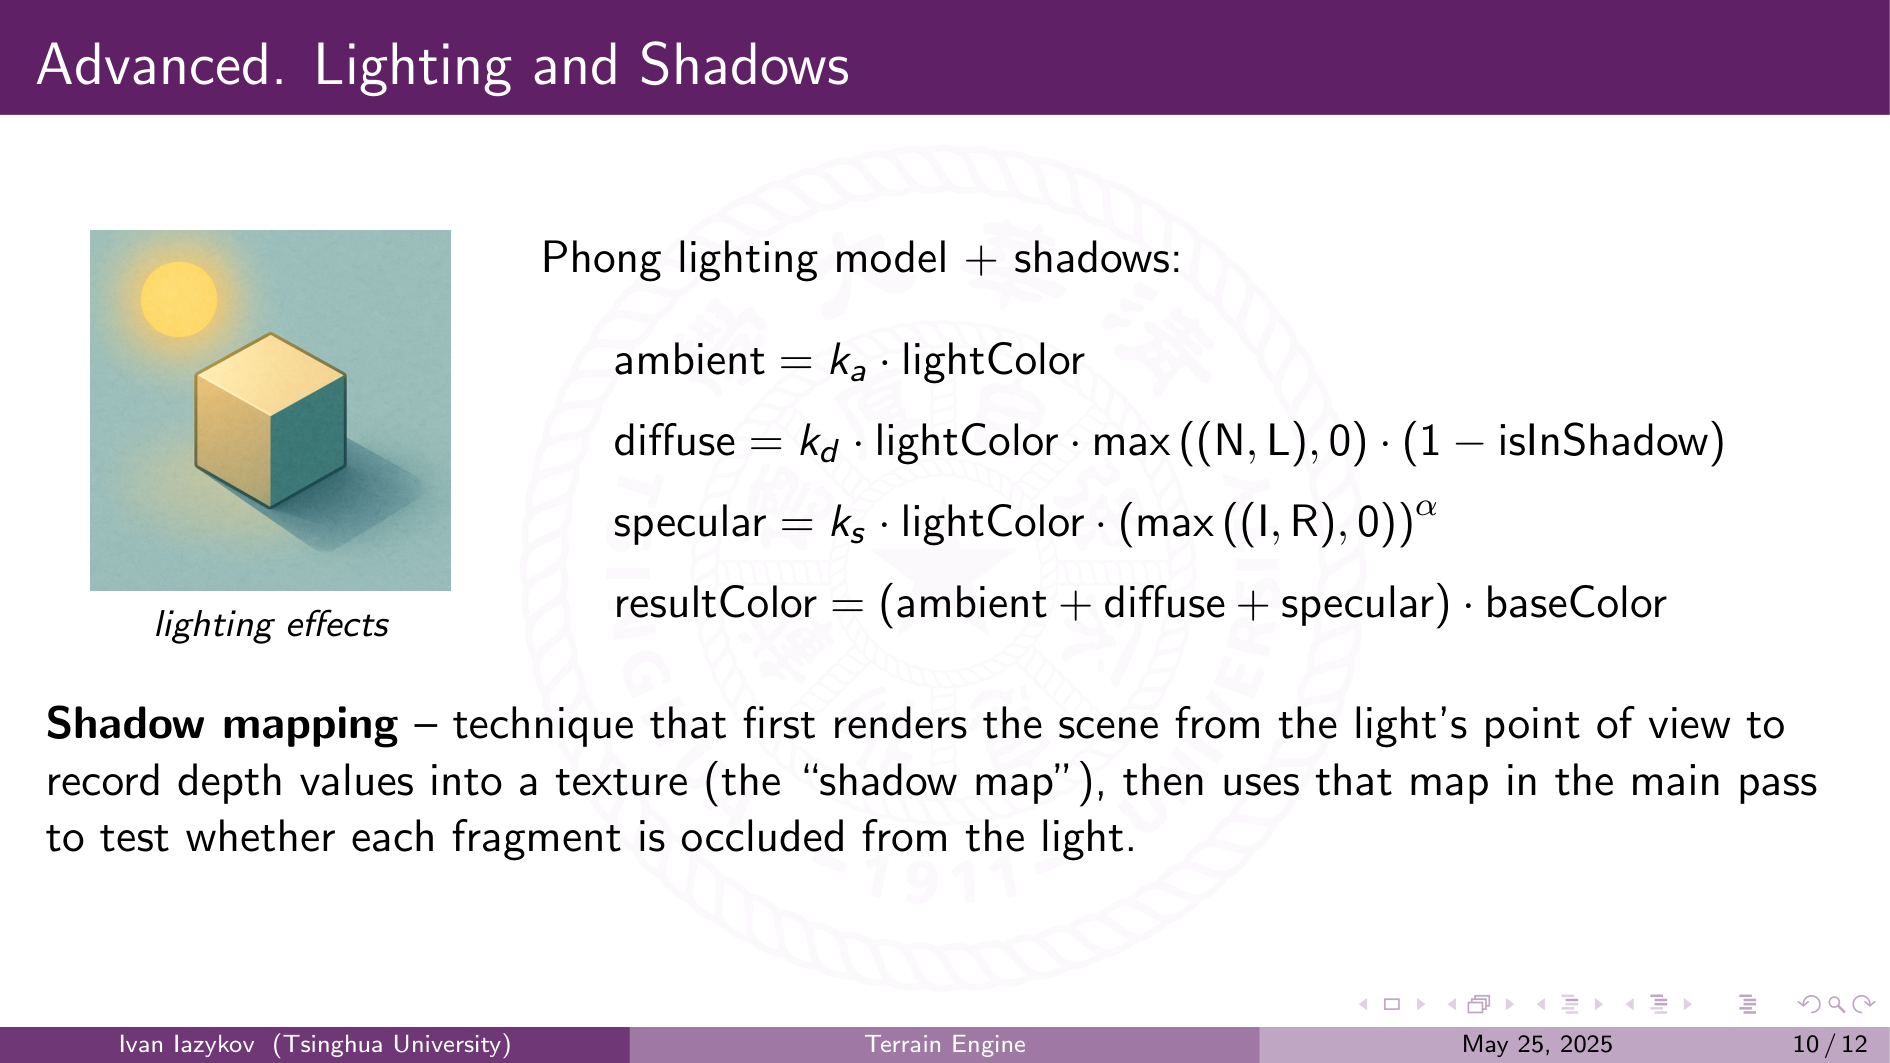 Advanced. Lighting and Shadows
Phong lighting model + shadows:
ambient = kₐ · lightColor
diffuse = k_d · lightColor · max ((N, L), 0) · (1 − isInShadow)
specular = kₛ · lightColor · (max ((I, R), 0))^α
resultColor = (ambient + diffuse + specular) · baseColor
lighting effects
Shadow mapping – technique that first renders the scene from the light’s point of view to
record depth values into a texture (the “shadow map”), then uses that map in the main pass
to test whether each fragment is occluded from the light.
– 1911 –
Ivan Iazykov (Tsinghua University)
Terrain Engine
May 25, 2025
10 / 12